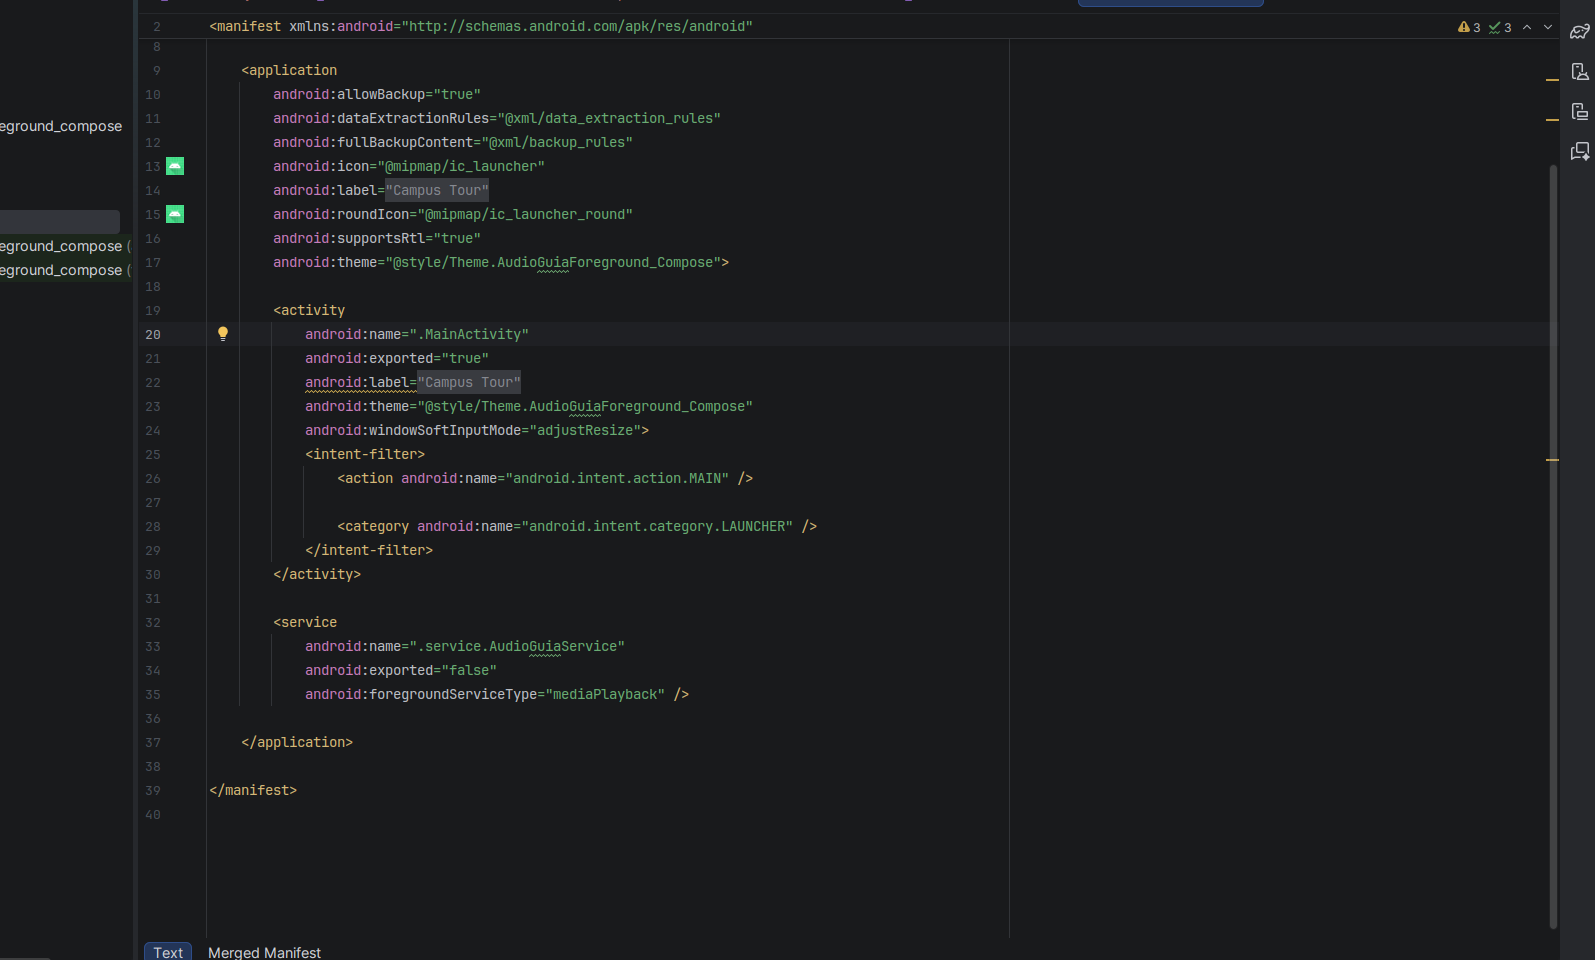 2 <manifest xmlns:android="http://schemas.android.com/apk/res/android"
3 3
8
9 <application
10 android:allowBackup="true"
11 android:dataExtractionRules="@xml/data_extraction_rules"
12 android:fullBackupContent="@xml/backup_rules"
13 android:icon="@mipmap/ic_launcher"
14 android:label="Campus Tour"
15 android:roundIcon="@mipmap/ic_launcher_round"
16 android:supportsRtl="true"
17 android:theme="@style/Theme.AudioGuiaForeground_Compose">
18
19 <activity
20 android:name=".MainActivity"
21 android:exported="true"
22 android:label="Campus Tour"
23 android:theme="@style/Theme.AudioGuiaForeground_Compose"
24 android:windowSoftInputMode="adjustResize">
25 <intent-filter>
26 <action android:name="android.intent.action.MAIN" />
27
28 <category android:name="android.intent.category.LAUNCHER" />
29 </intent-filter>
30 </activity>
31
32 <service
33 android:name=".service.AudioGuiaService"
34 android:exported="false"
35 android:foregroundServiceType="mediaPlayback" />
36
37 </application>
38
39 </manifest>
40
eground_compose
eground_compose (
eground_compose (
Text Merged Manifest